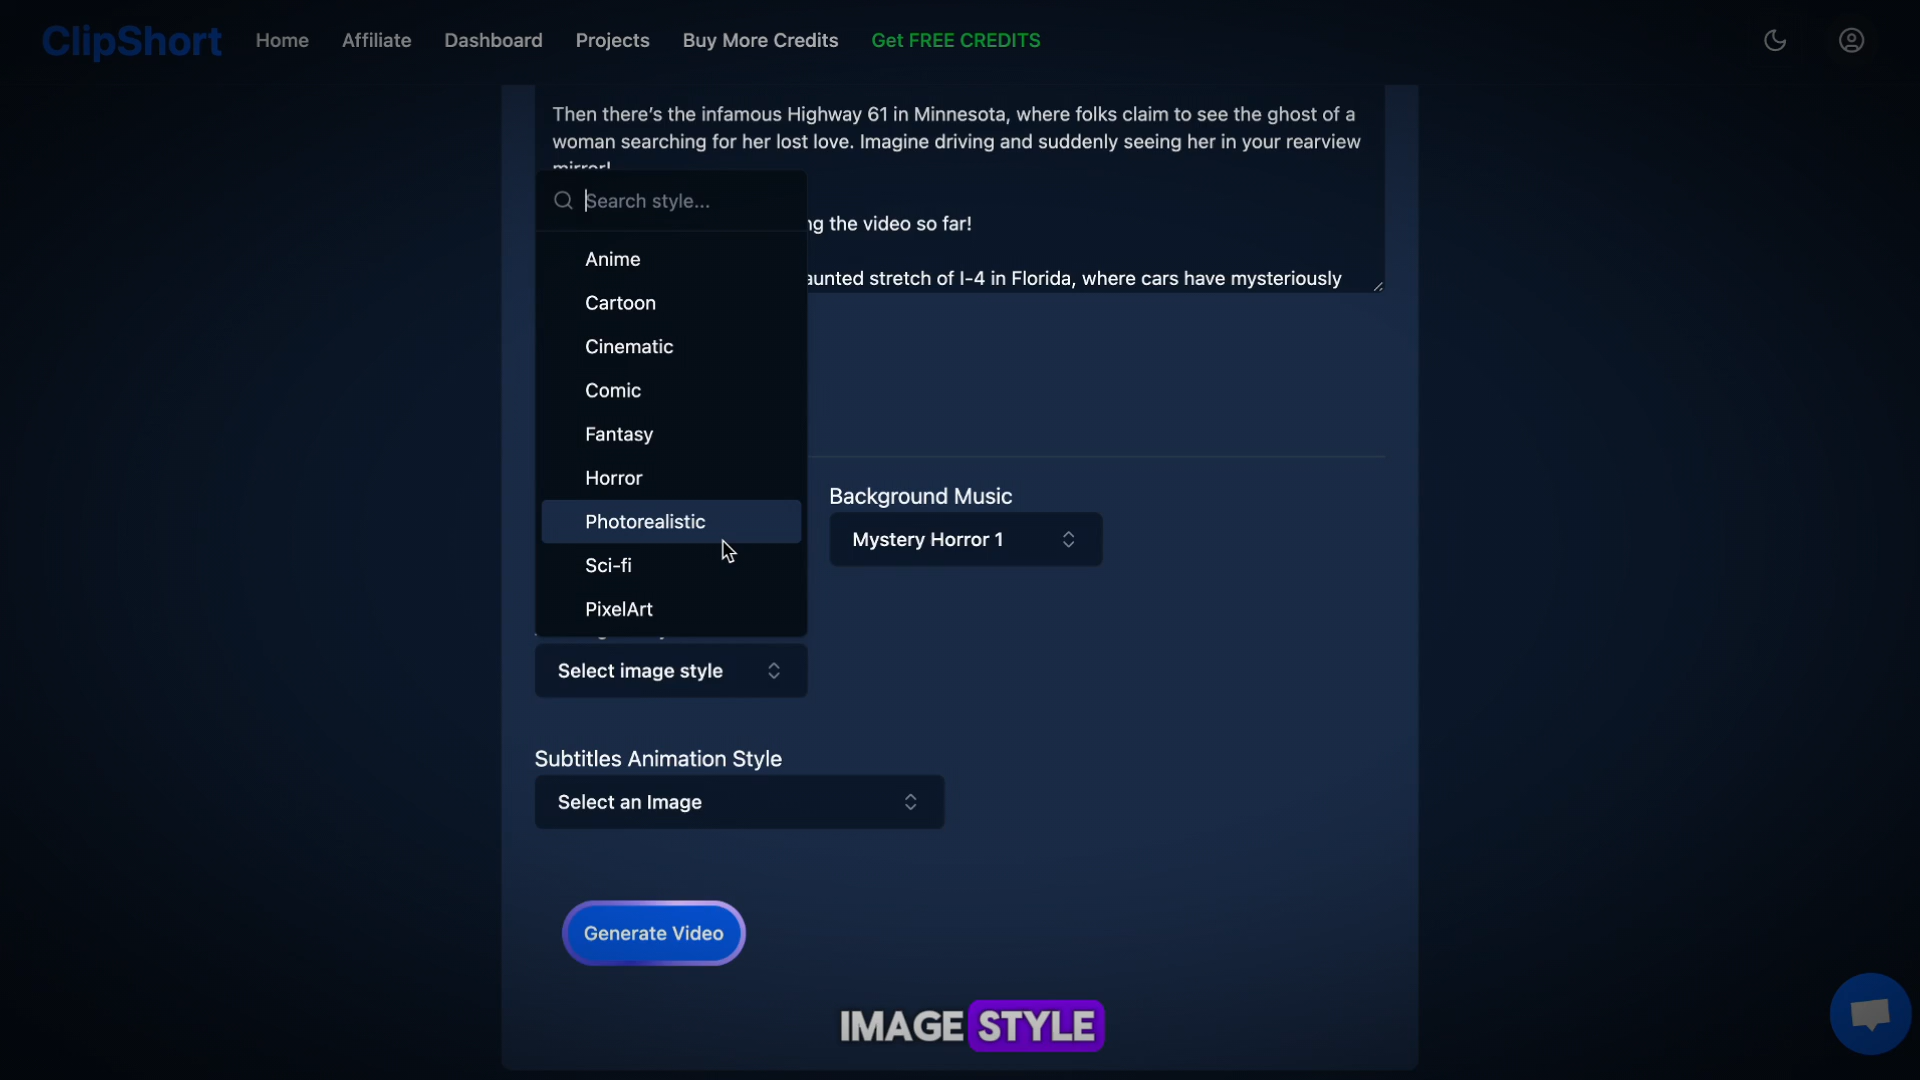 ClipShort
Home
Affiliate
Dashboard
Projects
Buy More Credits
Get FREE CREDITS
Then there's the infamous Highway 61 in Minnesota, where folks claim to see the ghost of a
woman searching for her lost love. Imagine driving and suddenly seeing her in your rearview
mirror!
Search style...
the video so far!
stretch of I-4 in Florida, where cars have mysteriously
Anime
Cartoon
Cinematic
Comic
Fantasy
Horror
Photorealistic
Sci-fi
PixelArt
Background Music
Mystery Horror 1
Select image style
Subtitles Animation Style
Select an Image
Generate Video
IMAGE STYLE